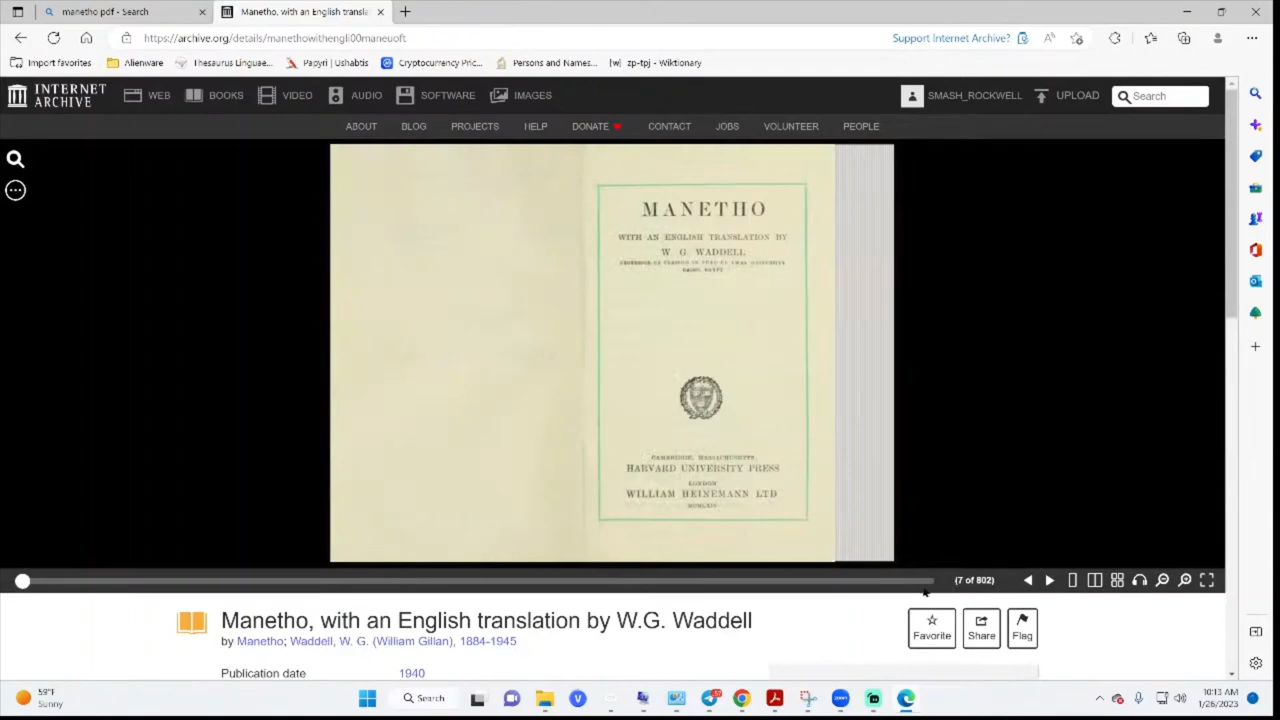 manetho pdf - Search
Manetho, with an English transla
https://archive.org/details/manethowithengli00maneuoft
Support Internet Archive?
Import favorites
Alienware
Thesaurus Linguae...
Papyri | Ushabtis
Cryptocurrency Pric...
Persons and Names...
[w] zp-tpj - Wiktionary
INTERNET
ARCHIVE
WEB
BOOKS
VIDEO
AUDIO
SOFTWARE
IMAGES
SMASH_ROCKWELL
UPLOAD
Search
ABOUT
BLOG
PROJECTS
HELP
DONATE
CONTACT
JOBS
VOLUNTEER
PEOPLE
MANETHO
WITH AN ENGLISH TRANSLATION BY
W. G. WADDELL
CAMBRIDGE, MASSACHUSETTS
HARVARD UNIVERSITY PRESS
LONDON
WILLIAM HEINEMANN LTD
(7 of 802)
Manetho, with an English translation by W.G. Waddell
by Manetho; Waddell, W. G. (William Gillan), 1884-1945
Favorite
Share
Flag
Publication date 1940
59°F
Sunny
Search
10:13 AM
1/26/2023